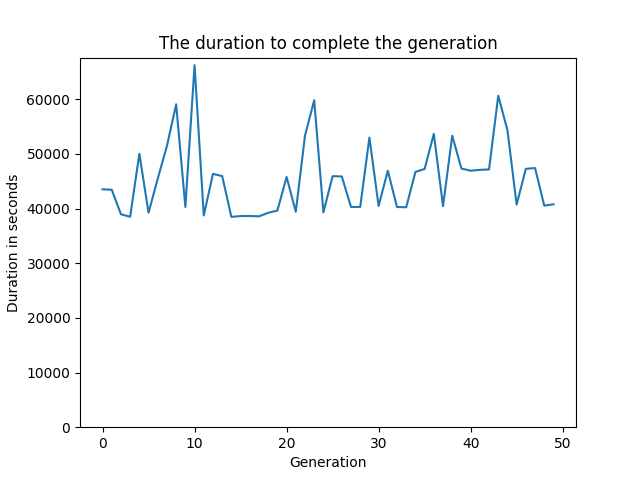 The duration to complete the generation
60000
50000
40000
30000
20000
10000
0
Duration in seconds
0 10 20 30 40 50
Generation